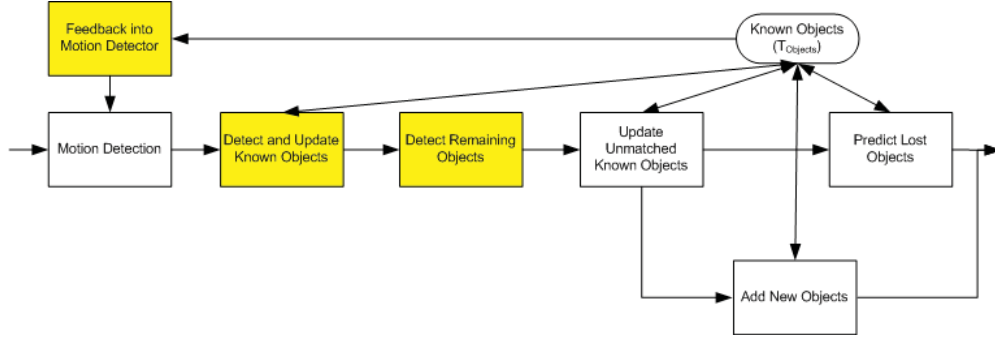 Feedback into
Motion Detector
Known Objects
(TObjects)
Motion Detection
Detect and Update
Known Objects
Detect Remaining
Objects
Update
Unmatched
Known Objects
Predict Lost
Objects
Add New Objects